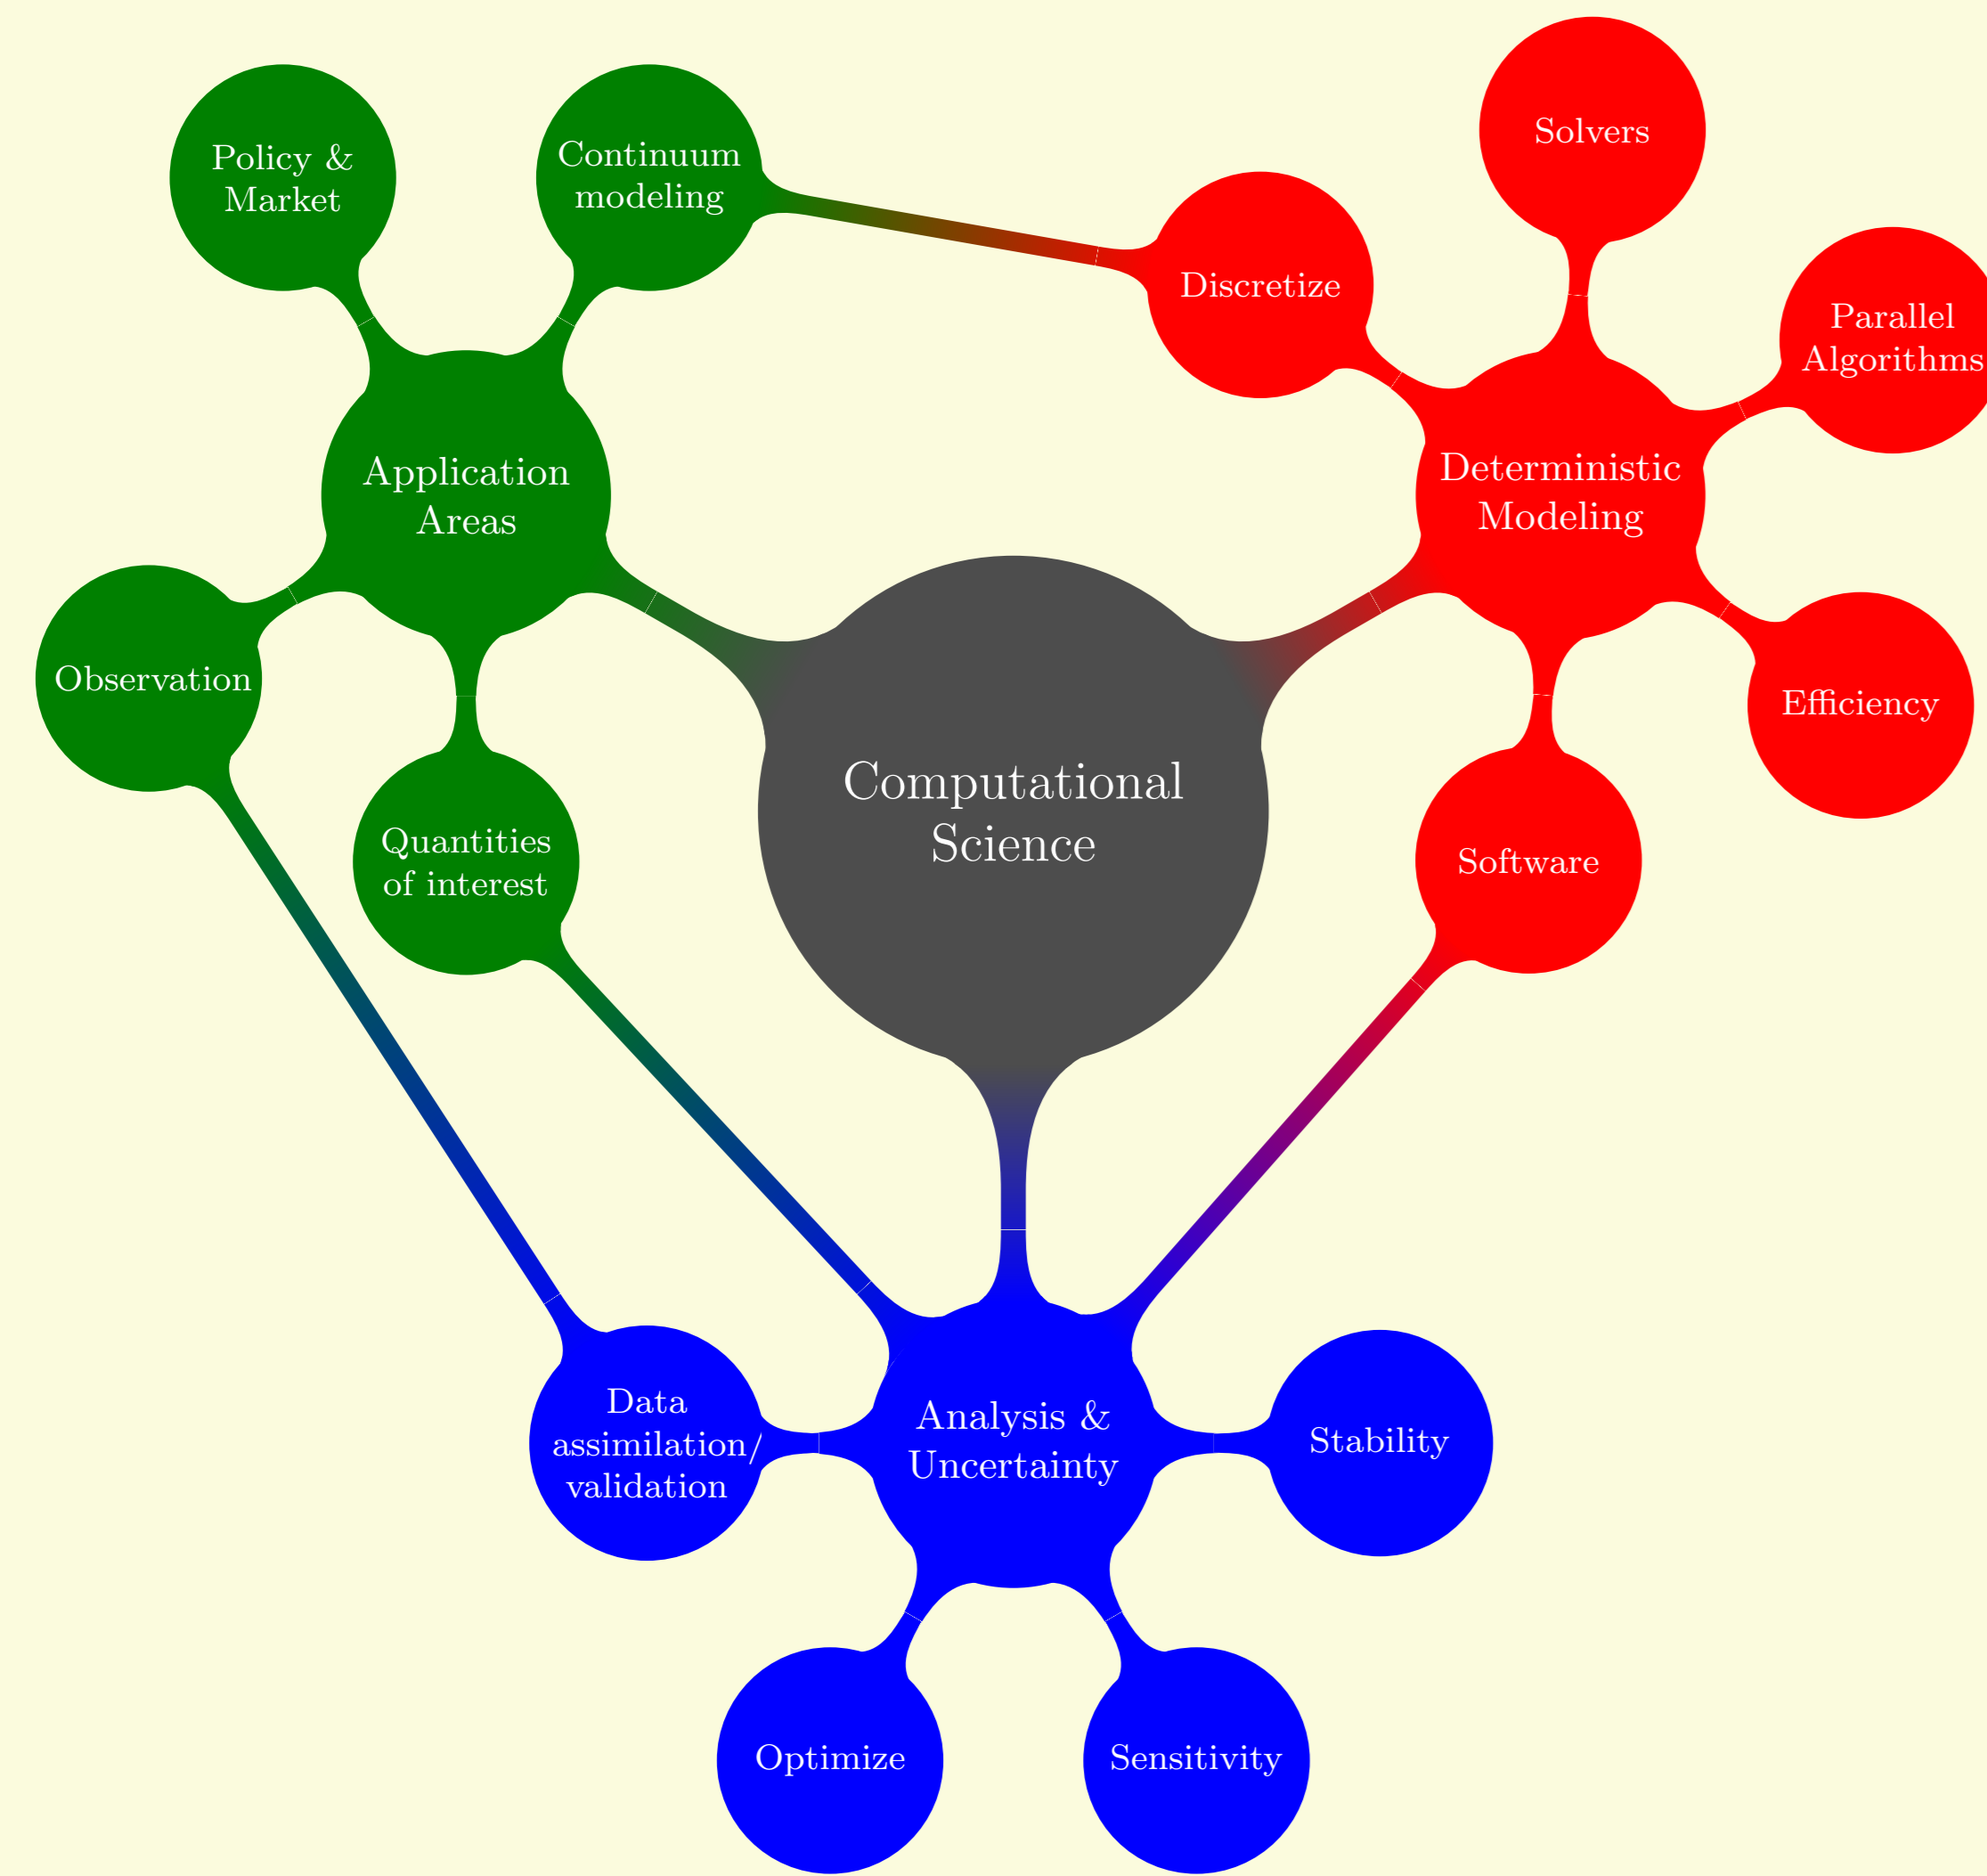 Solvers
Policy &
Market
Continuum
modeling
Discretize
Parallel
Algorithms
Application
Areas
Deterministic
Modeling
Observation
Efficiency
Computational
Science
Quantities
of interest
Software
Data
assimilation/
validation
Analysis &
Uncertainty
Stability
Optimize
Sensitivity